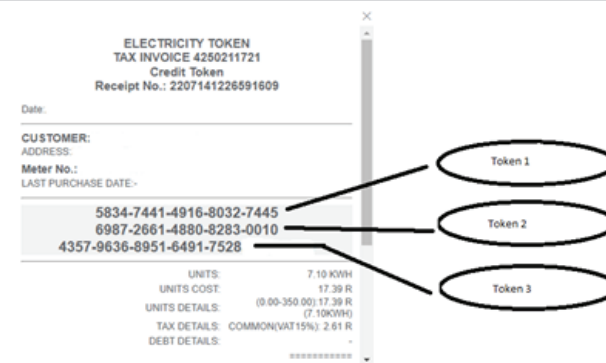 ELECTRICITY TOKEN
TAX INVOICE 4250211721
Credit Token
Receipt No.: 2207141226591609
Date:
CUSTOMER:
ADDRESS:
Meter No.:
LAST PURCHASE DATE:-
5834-7441-4916-8032-7445 Token 1
6987-2661-4880-8283-0010 Token 2
4357-9636-8951-6491-7528 Token 3
UNITS: 7.10 KWH
UNITS COST: 17.39 R
UNITS DETAILS: (0.00-350.00):17.39 R
(7.10KWH)
TAX DETAILS: COMMON(VAT15%): 2.61 R
DEBT DETAILS: -
===========